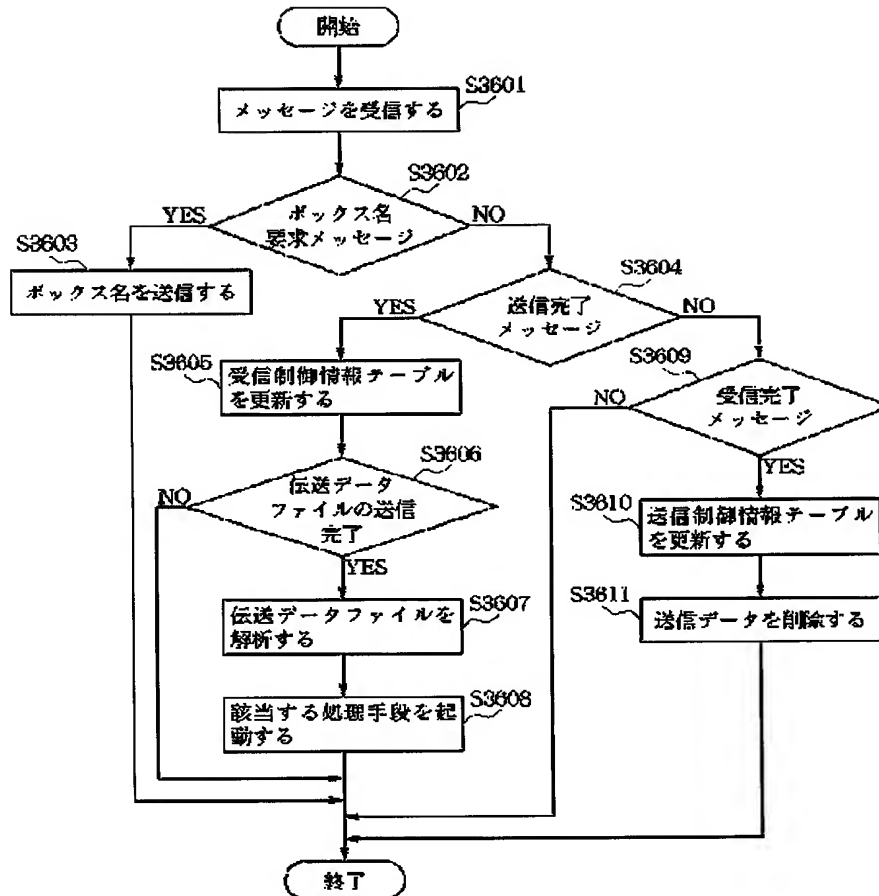 開始
S3601
メッセージを受信する
S3602
YES
ボックス名
要求メッセージ
NO
S3603
ボックス名を送信する
S3604
YES
送信完了
メッセージ
NO
S3605
受信制御情報テーブル
を更新する
S3609
NO
受信完了
メッセージ
YES
S3606
NO
伝送データ
ファイルの送信
完了
YES
S3610
送信制御情報テーブル
を更新する
S3607
伝送データファイルを
解析する
S3611
送信データを削除する
S3608
該当する処理手段を起
動する
終了